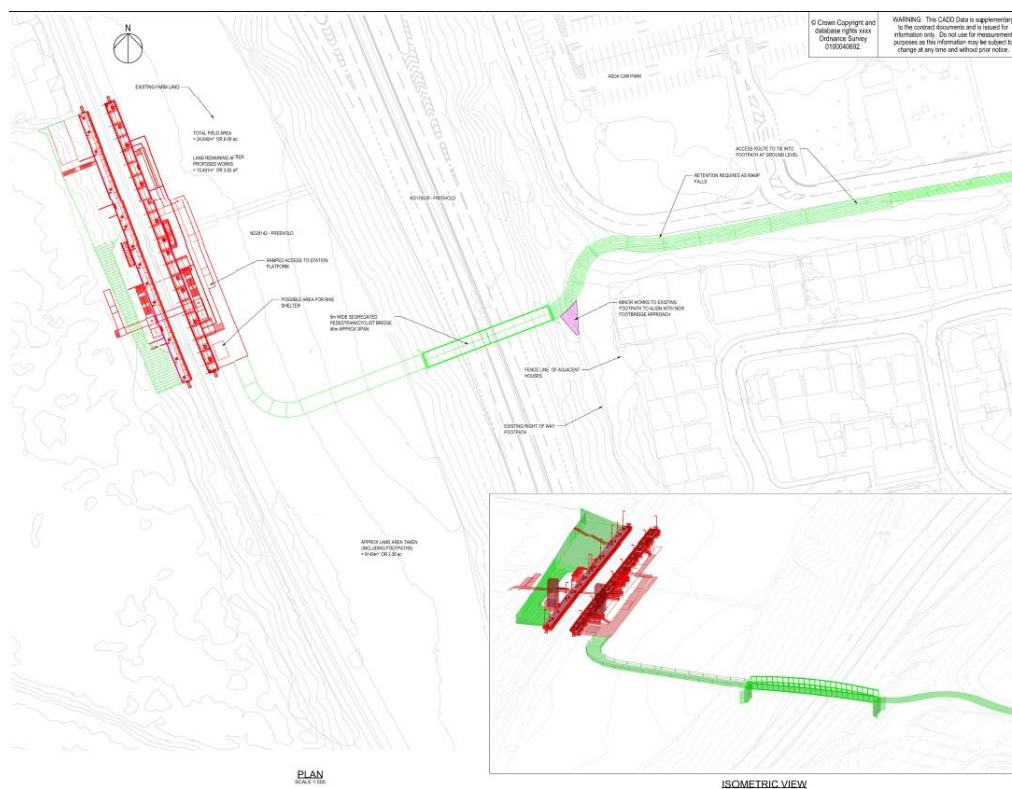 © Crown Copyright and
database rights xxxx
Ordnance Survey
0100040692.
WARNING: This CADD Data is supplementary
to the contract documents and is issued for
information only. Do not use for measurement
purposes as this information may be subject to
change at any time and without prior notice.
N
EXISTING FARM LAND
ASDA CAR PARK
TOTAL FIELD AREA
LAND REMAINING AFTER
PROPOSED WORKS
ACCESS ROUTE TO TIE INTO
FOOTPATH AT GROUND LEVEL
RETENTION REQUIRED AS RAMP
FALLS
FREEHOLD
FREEHOLD
RAMPED ACCESS TO STATION
PLATFORM
POSSIBLE AREA FOR BIKE
SHELTER
5m WIDE SEGREGATED
PEDESTRIAN/CYCLIST BRIDGE,
APPROX SPAN
MINOR WORKS TO EXISTING
FOOTPATH TO ALIGN WITH NEW
FOOTBRIDGE APPROACH
FENCE LINE OF ADJACENT
HOUSES
EXISTING RIGHT OF WAY
FOOTPATH
APPROX LAND AREA TAKEN
(INCLUDING FOOTPATHS)
PLAN
SCALE 1:500
ISOMETRIC VIEW